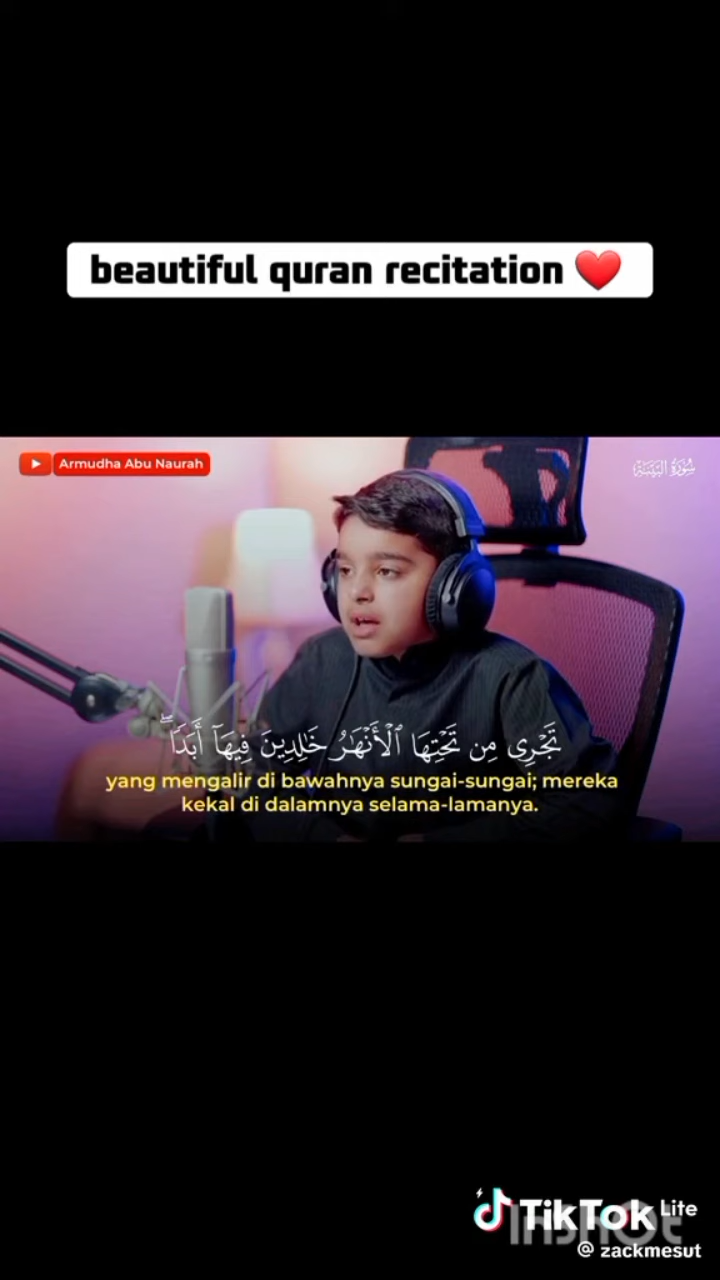 beautiful quran recitation ❤️
Armudha Abu Naurah
سُورَةُ البَيِّنَةِ
تَجْرِى مِن تَحْتِهَا ٱلْأَنْهَـٰرُ خَـٰلِدِينَ فِيهَآ أَبَدًا ۖ
yang mengalir di bawahnya sungai-sungai; mereka
kekal di dalamnya selama-lamanya.
TikTok Lite
InShOt
@ zackmesut